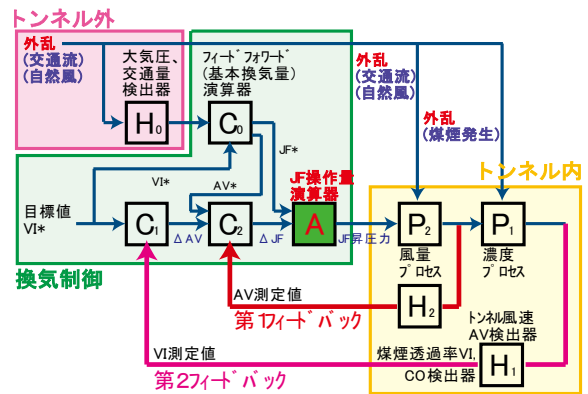 トンネル外
外乱
(交通流)
(自然風)
大気圧、
交通量
検出器
H0
フィードフォワード
(基本換気量)
演算器
C0
外乱
(交通流)
(自然風)
外乱
(煤煙発生)
JF*
VI*
AV*
JF操作量
演算器
トンネル内
目標値
VI*
C1
ΔAV
C2
ΔJF
A
JF昇圧力
P2
風量
プロセス
P1
濃度
プロセス
換気制御
AV測定値
第1フィードバック
H2
トンネル風速
AV検出器
VI測定値
第2フィードバック
煤煙透過率VI,
CO検出器
H1